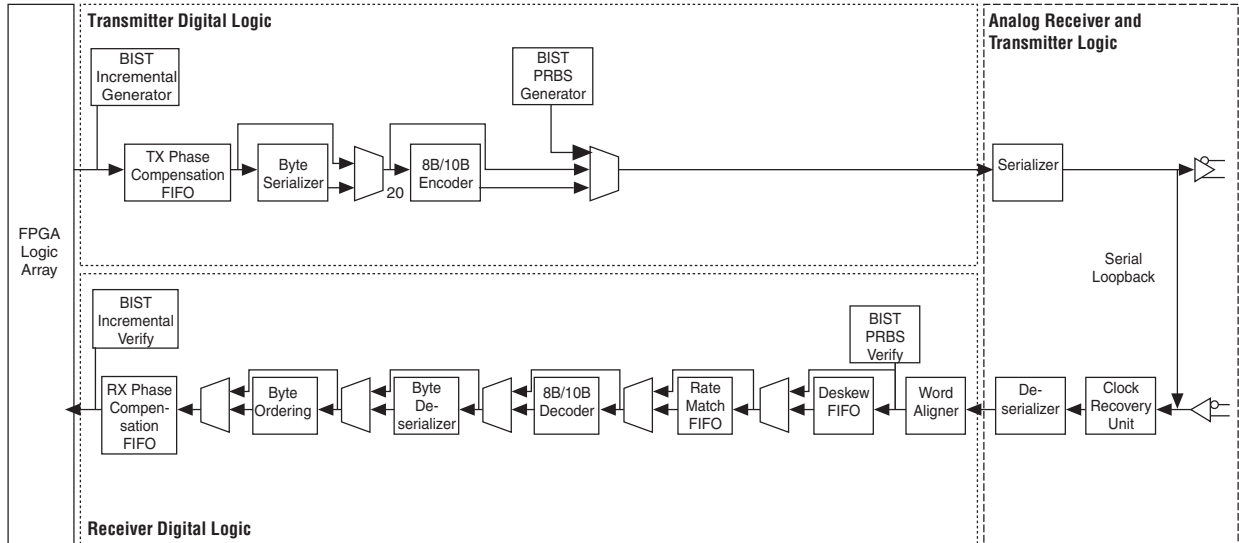 Transmitter Digital Logic
Analog Receiver and
Transmitter Logic
BIST
Incremental
Generator
BIST
PRBS
Generator
TX Phase
Compensation
FIFO
Byte
Serializer
20
8B/10B
Encoder
Serializer
FPGA
Logic
Array
Serial
Loopback
BIST
Incremental
Verify
BIST
PRBS
Verify
RX Phase
Compen-
sation
FIFO
Byte
Ordering
Byte
De-
serializer
8B/10B
Decoder
Rate
Match
FIFO
Deskew
FIFO
Word
Aligner
De-
serializer
Clock
Recovery
Unit
Receiver Digital Logic